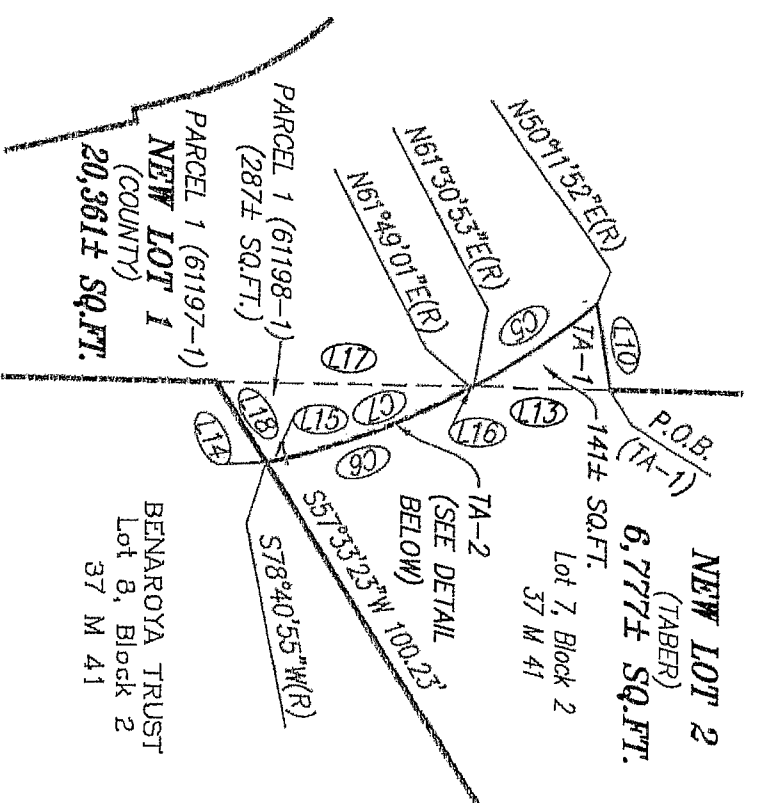 NEW LOT 2
(TABER)
6,777± SQ.FT.
Lot 7, Block 2
37 M 41
P.O.B.
(TA-1)
L10
141± SQ.FT.
TA-1
L13
N50°11'52"E(R)
N61°30'53"E(R)
N61°49'01"E(R)
C5
L16
TA-2
(SEE DETAIL
BELOW)
L17
C7
C6
L15
L18
L14
S57°33'23"W 100.23'
S78°40'55"W(R)
PARCEL 1 (61198-1)
(287± SQ.FT.)
PARCEL 1 (61197-1)
NEW LOT 1
(COUNTY)
20,361± SQ.FT.
BENAROYA TRUST
Lot 8, Block 2
37 M 41